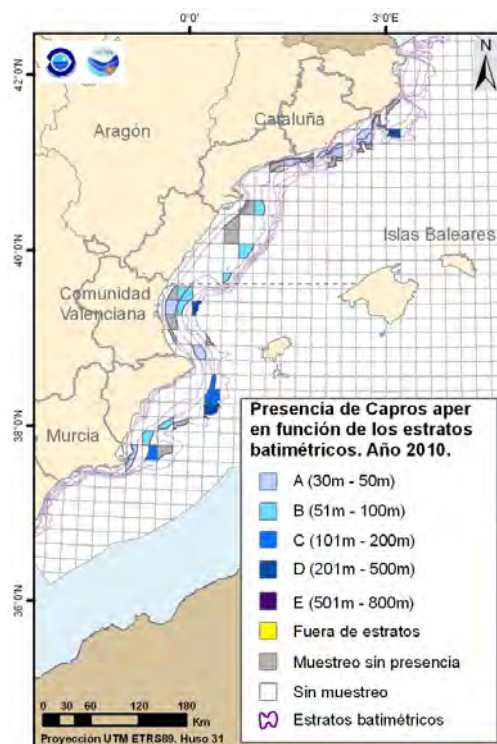 0°0'
3°0'E
42°0'N
N
Cataluña
Aragón
40°0'N
Islas Baleares
Comunidad
Valenciana
38°0'N
Murcia
36°0'N
Presencia de Capros aper
en función de los estratos
batimétricos. Año 2010.
A (30m - 50m)
B (51m - 100m)
C (101m - 200m)
D (201m - 500m)
E (501m - 800m)
Fuera de estratos
Muestreo sin presencia
Sin muestreo
Estratos batimétricos
0 30 60 120 180
Km
Proyección UTM ETRS89. Huso 31